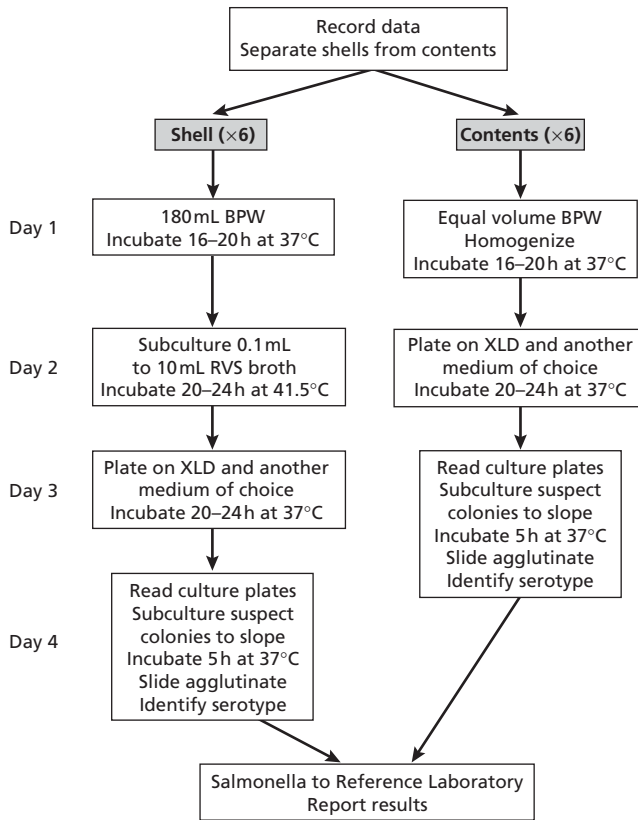 Record data
Separate shells from contents
Shell (×6)
Contents (×6)
Day 1
180 mL BPW
Incubate 16–20 h at 37°C
Equal volume BPW
Homogenize
Incubate 16–20 h at 37°C
Day 2
Subculture 0.1 mL
to 10 mL RVS broth
Incubate 20–24 h at 41.5°C
Plate on XLD and another
medium of choice
Incubate 20–24 h at 37°C
Day 3
Plate on XLD and another
medium of choice
Incubate 20–24 h at 37°C
Read culture plates
Subculture suspect
colonies to slope
Incubate 5 h at 37°C
Slide agglutinate
Identify serotype
Day 4
Read culture plates
Subculture suspect
colonies to slope
Incubate 5 h at 37°C
Slide agglutinate
Identify serotype
Salmonella to Reference Laboratory
Report results